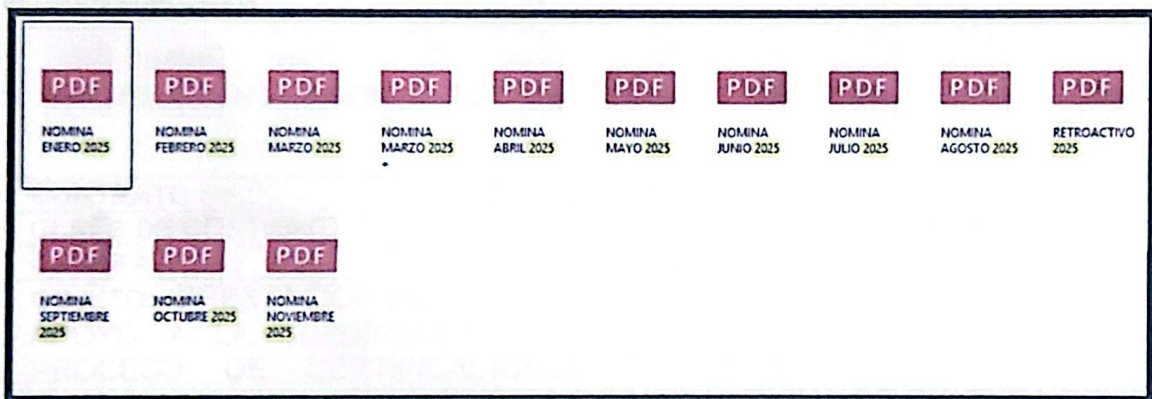 PDF PDF PDF PDF PDF PDF PDF PDF PDF PDF
NOMINA NOMINA NOMINA NOMINA NOMINA NOMINA NOMINA NOMINA NOMINA RETROACTIVO
ENERO 2025 FEBRERO 2025 MARZO 2025 MARZO 2025 ABRIL 2025 MAYO 2025 JUNIO 2025 JULIO 2025 AGOSTO 2025 2025
PDF PDF PDF
NOMINA NOMINA NOMINA
SEPTIEMBRE OCTUBRE 2025 NOVIEMBRE
2025 2025